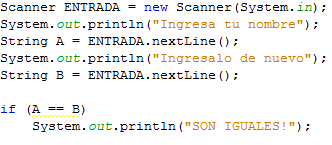 Scanner ENTRADA = new Scanner(System.in);
System.out.println("Ingresa tu nombre");
String A = ENTRADA.nextLine();
System.out.println("Ingresalo de nuevo");
String B = ENTRADA.nextLine();
if (A == B)
System.out.println("SON IGUALES!");